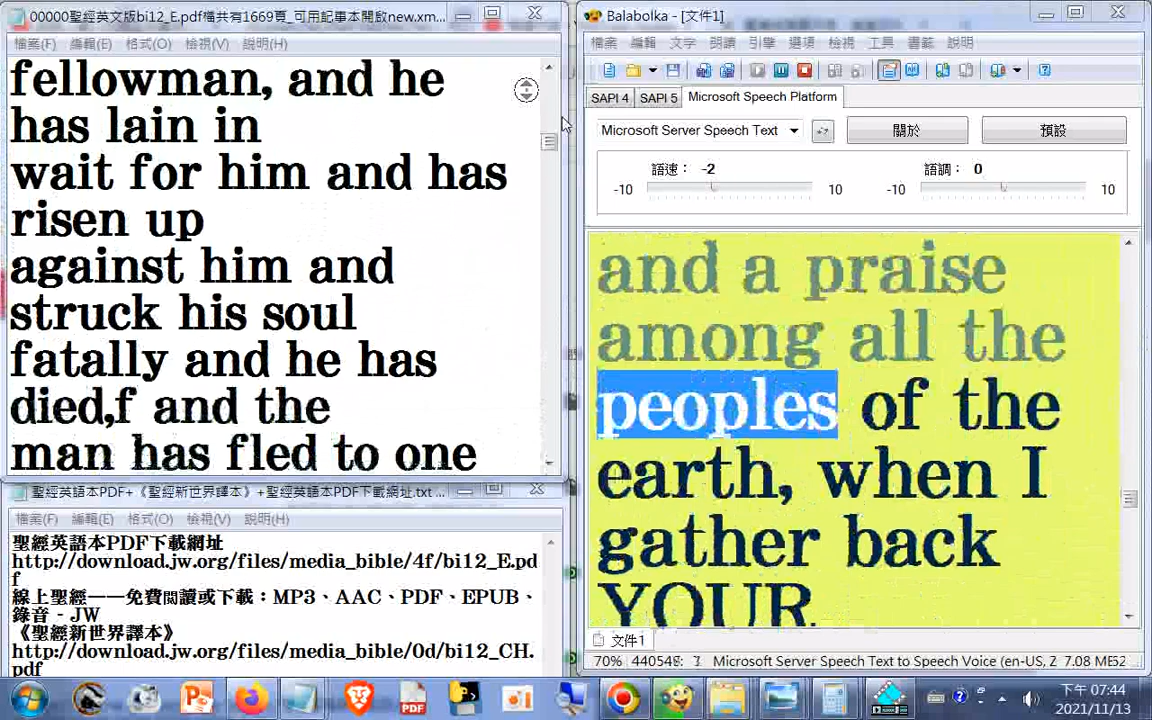 00000聖經英文版bi12_E.pdf檔共有1669頁_可用記事本開啟new.xm...
檔案(F) 編輯(E) 格式(O) 檢視(V) 說明(H)
fellowman, and he
has lain in
wait for him and has
risen up
against him and
struck his soul
fatally and he has
died,f and the
man has fled to one
聖經英語本PDF+《聖經新世界譯本》+聖經英語本PDF下載網址.txt ...
檔案(F) 編輯(E) 格式(O) 檢視(V) 說明(H)
聖經英語本PDF下載網址
http://download.jw.org/files/media_bible/4f/bi12_E.pd
f
線上聖經——免費閱讀或下載：MP3、AAC、PDF、EPUB、
錄音 - JW
《聖經新世界譯本》
http://download.jw.org/files/media_bible/0d/bi12_CH.
pdf
Balabolka - [文件1]
檔案 編輯 文字 朗讀 引擎 選項 檢視 工具 書籤 說明
SAPI 4 SAPI 5 Microsoft Speech Platform
Microsoft Server Speech Text 關於 預設
語速： -2 語調： 0
-10 10 -10 10
and a praise
among all the
peoples of the
earth, when I
gather back
YOUR
文件1
70% Microsoft Server Speech Text to Speech Voice (en-US, 7.08 ME
下午 07:44
2021/11/13